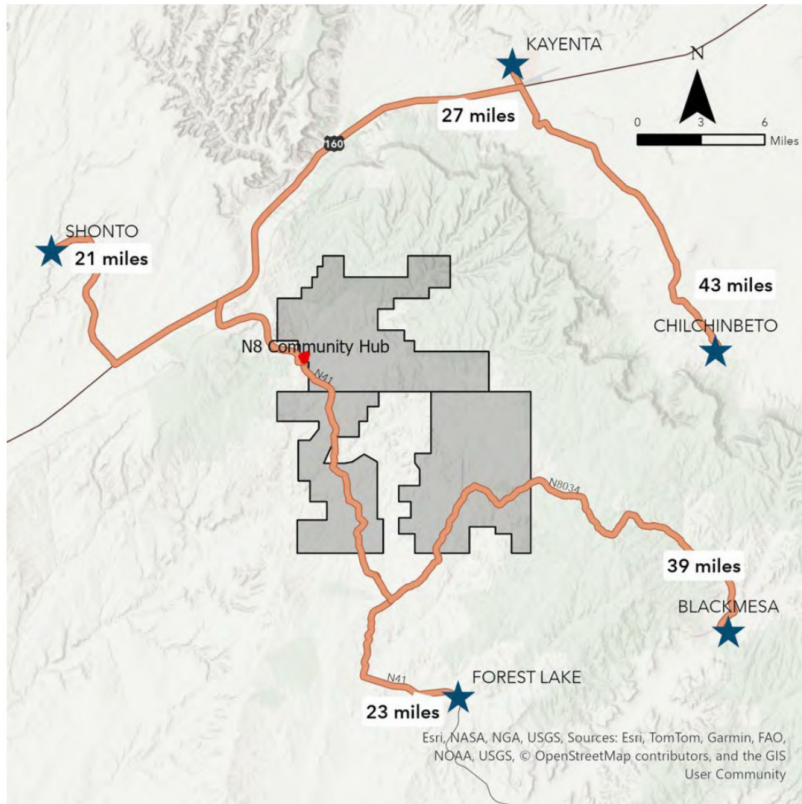 KAYENTA
N
27 miles
0 3 6
Miles
160
SHONTO
21 miles
43 miles
CHILCHINBETO
N8 Community Hub
N41
N8034
39 miles
BLACKMESA
N41
FOREST LAKE
23 miles
Esri, NASA, NGA, USGS, Sources: Esri, TomTom, Garmin, FAO,
NOAA, USGS, © OpenStreetMap contributors, and the GIS
User Community